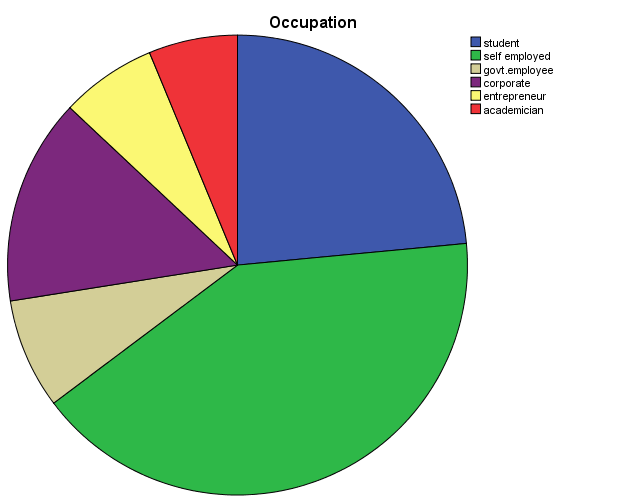 Occupation
student
self employed
govt.employee
corporate
entrepreneur
academician